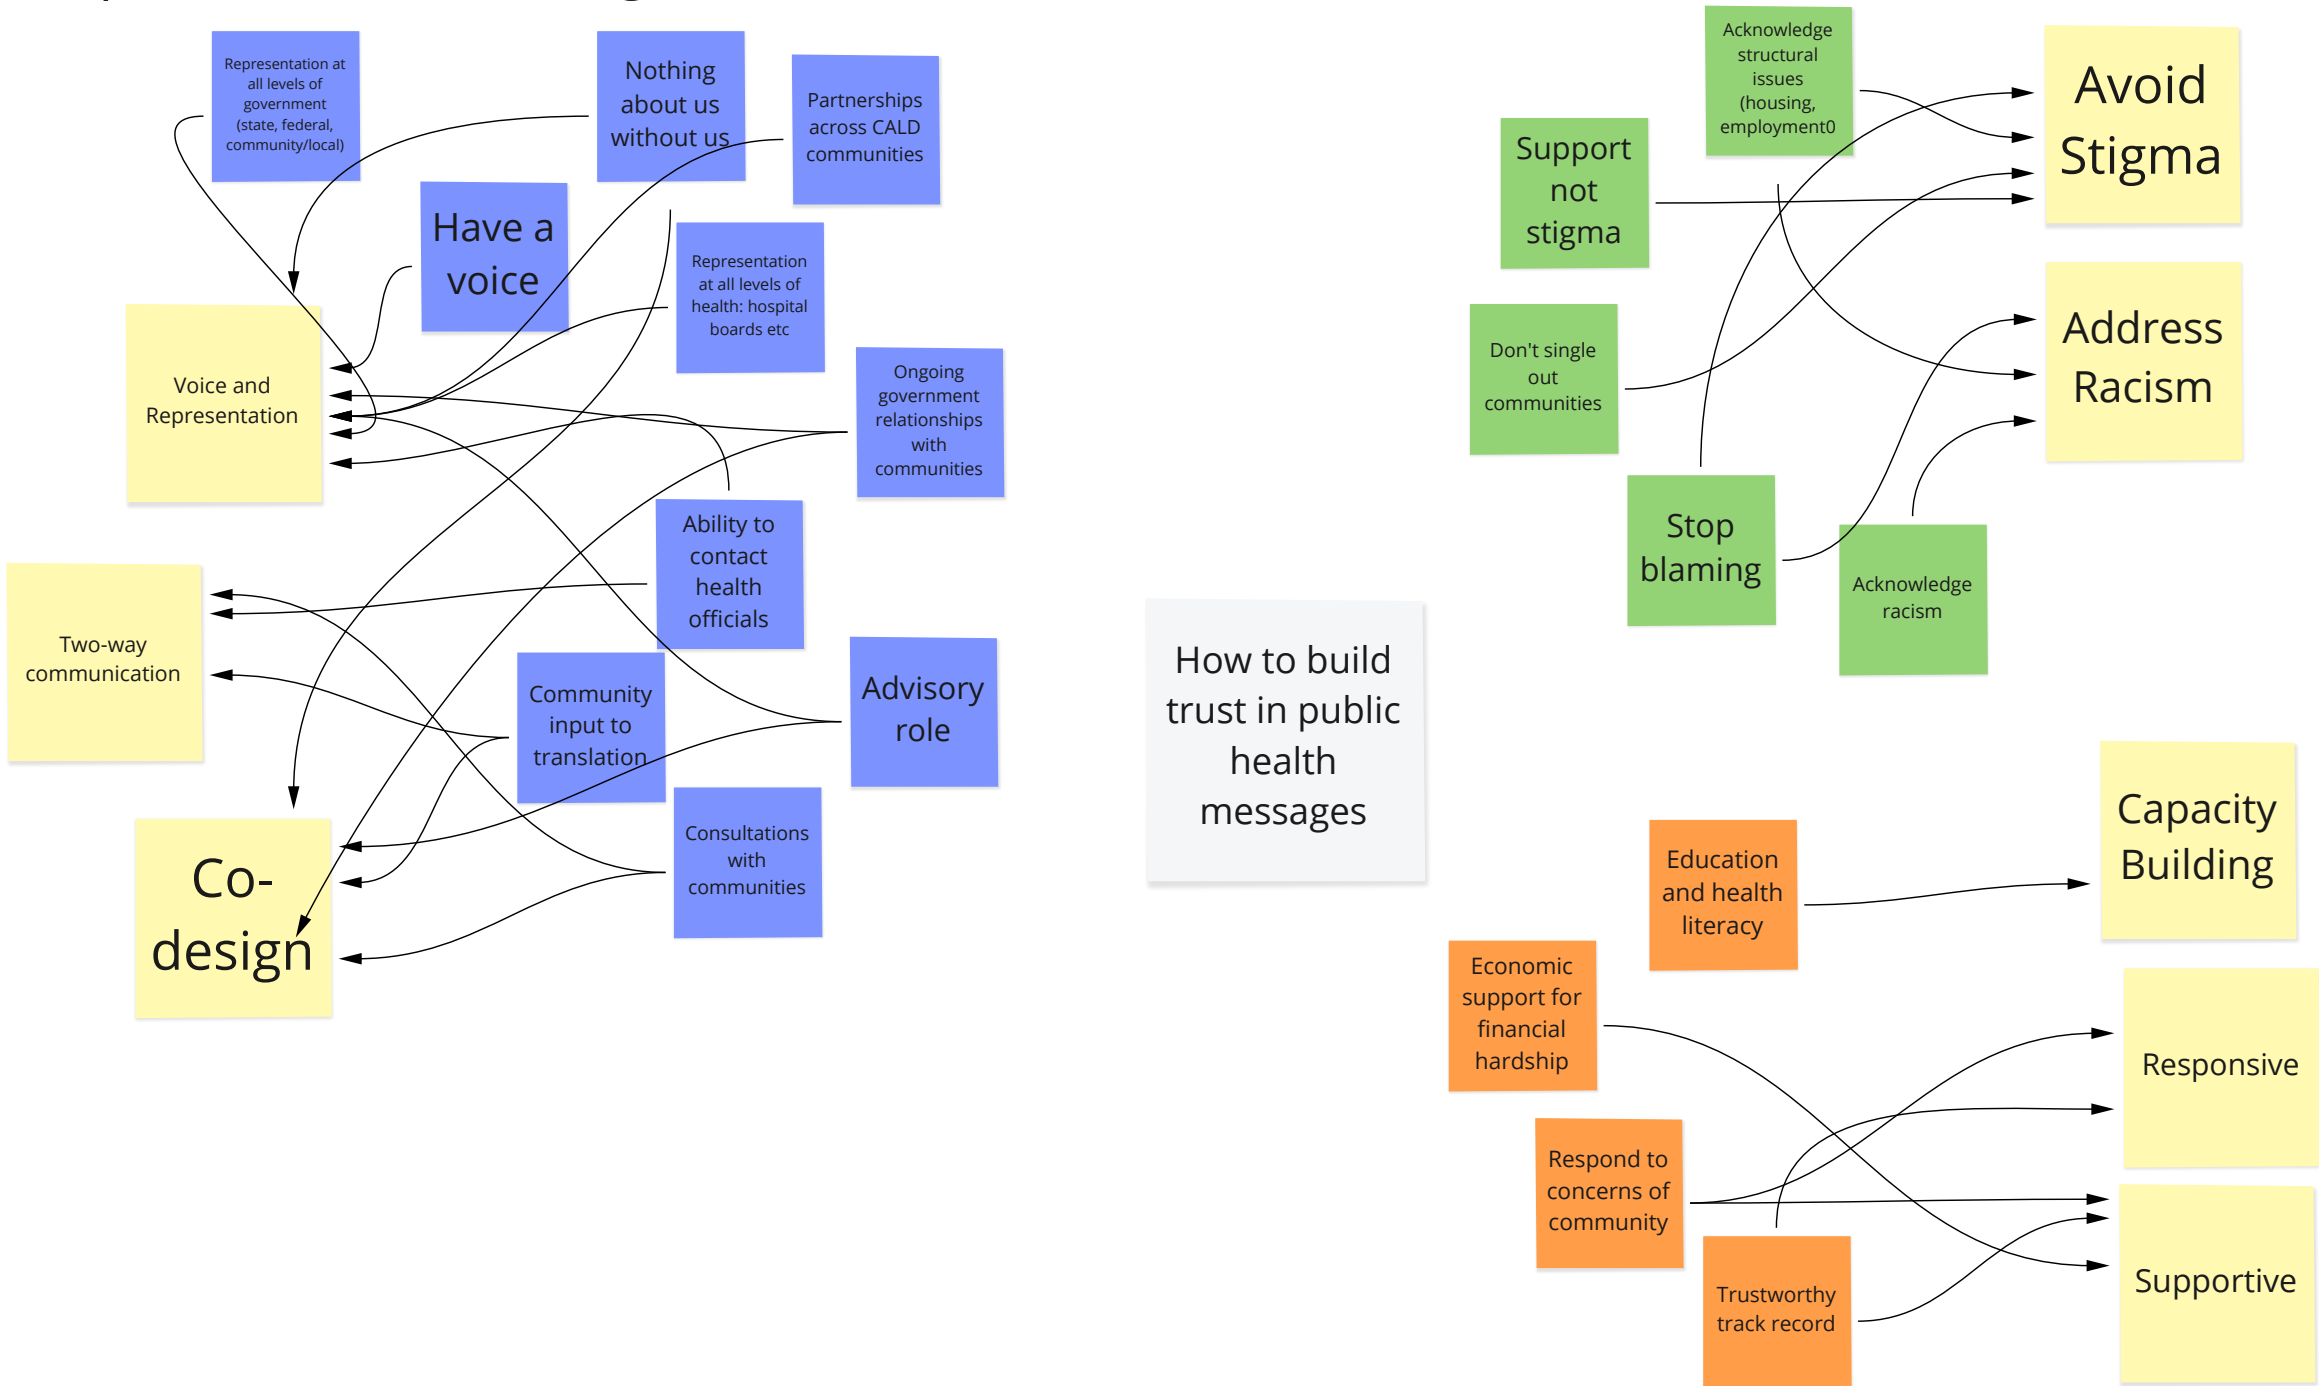 Representation at
all levels of
government
(state, federal,
community/local)
Nothing
about us
without us
Partnerships
across CALD
communities
Have a
voice
Representation
at all levels of
health: hospital
boards etc
Voice and
Representation
Ongoing
government
relationships
with
communities
Ability to
contact
health
officials
Two-way
communication
Community
input to
translation
Advisory
role
Consultations
with
communities
Co-
design
How to build
trust in public
health
messages
Acknowledge
structural
issues
(housing,
employment0
Avoid
Stigma
Support
not
stigma
Address
Racism
Don't single
out
communities
Stop
blaming
Acknowledge
racism
Capacity
Building
Education
and health
literacy
Economic
support for
financial
hardship
Responsive
Respond to
concerns of
community
Supportive
Trustworthy
track record